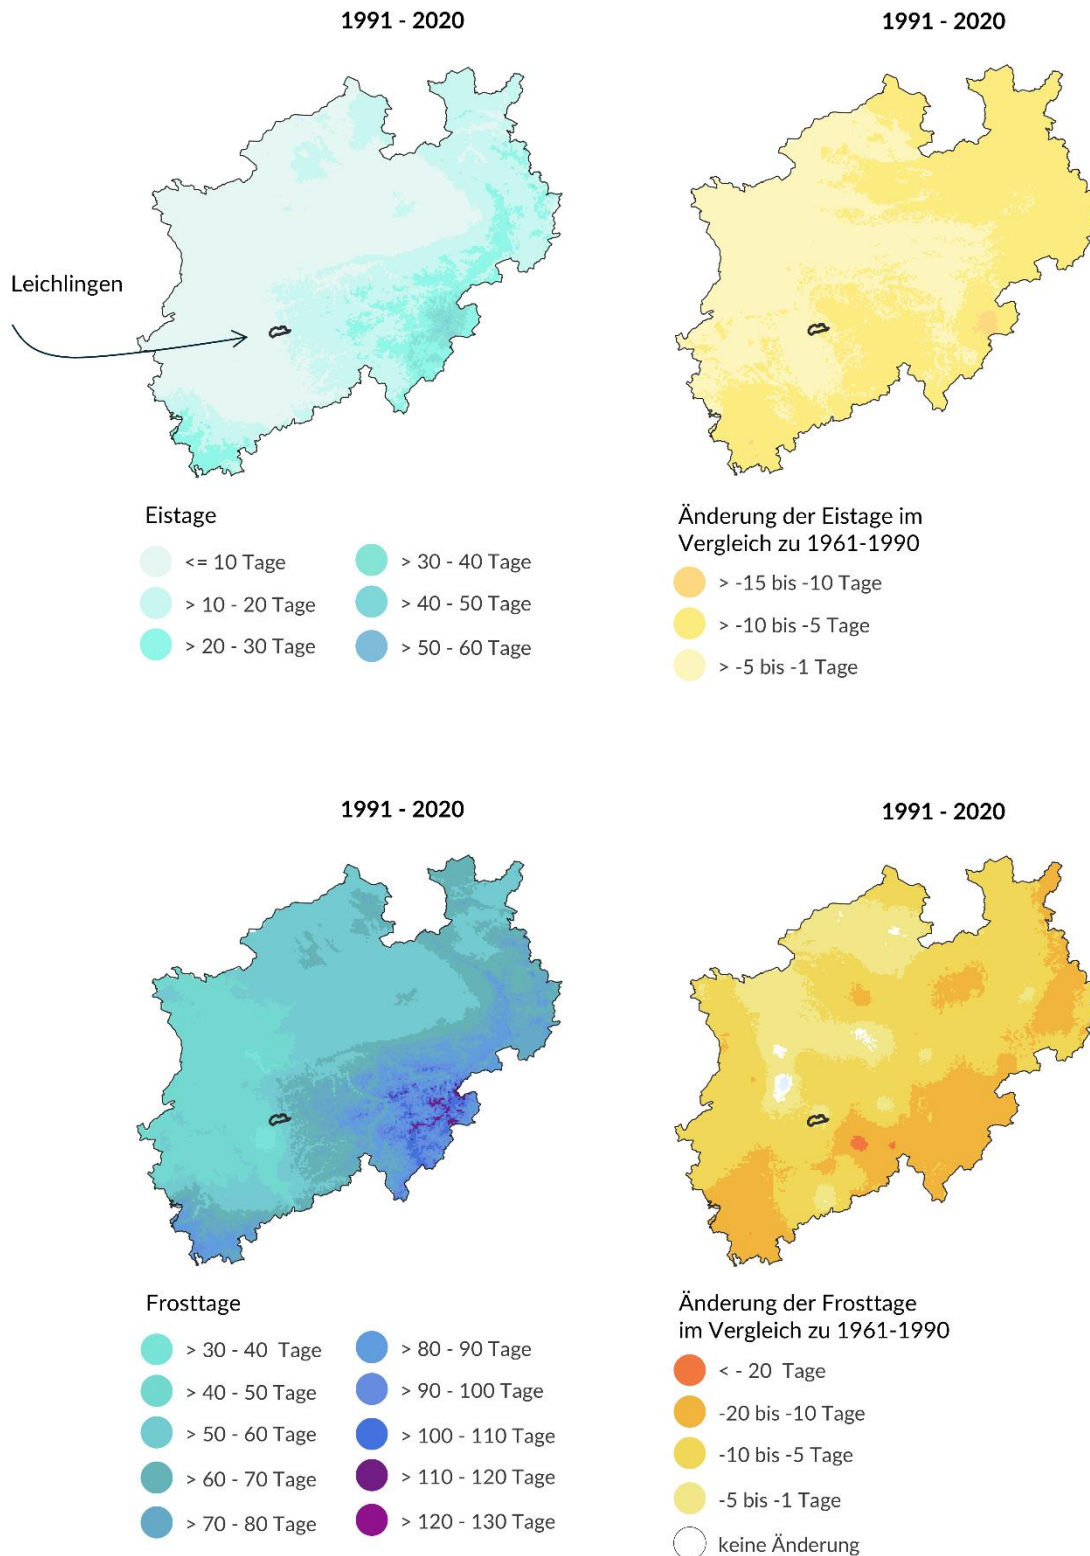 1991 - 2020
1991 - 2020
Leichlingen
Eistage
<= 10 Tage
> 10 - 20 Tage
> 20 - 30 Tage
> 30 - 40 Tage
> 40 - 50 Tage
> 50 - 60 Tage
Änderung der Eistage im
Vergleich zu 1961-1990
> -15 bis -10 Tage
> -10 bis -5 Tage
> -5 bis -1 Tage
1991 - 2020
1991 - 2020
Frosttage
> 30 - 40 Tage
> 40 - 50 Tage
> 50 - 60 Tage
> 60 - 70 Tage
> 70 - 80 Tage
> 80 - 90 Tage
> 90 - 100 Tage
> 100 - 110 Tage
> 110 - 120 Tage
> 120 - 130 Tage
Änderung der Frosttage
im Vergleich zu 1961-1990
< - 20 Tage
-20 bis -10 Tage
-10 bis -5 Tage
-5 bis -1 Tage
keine Änderung